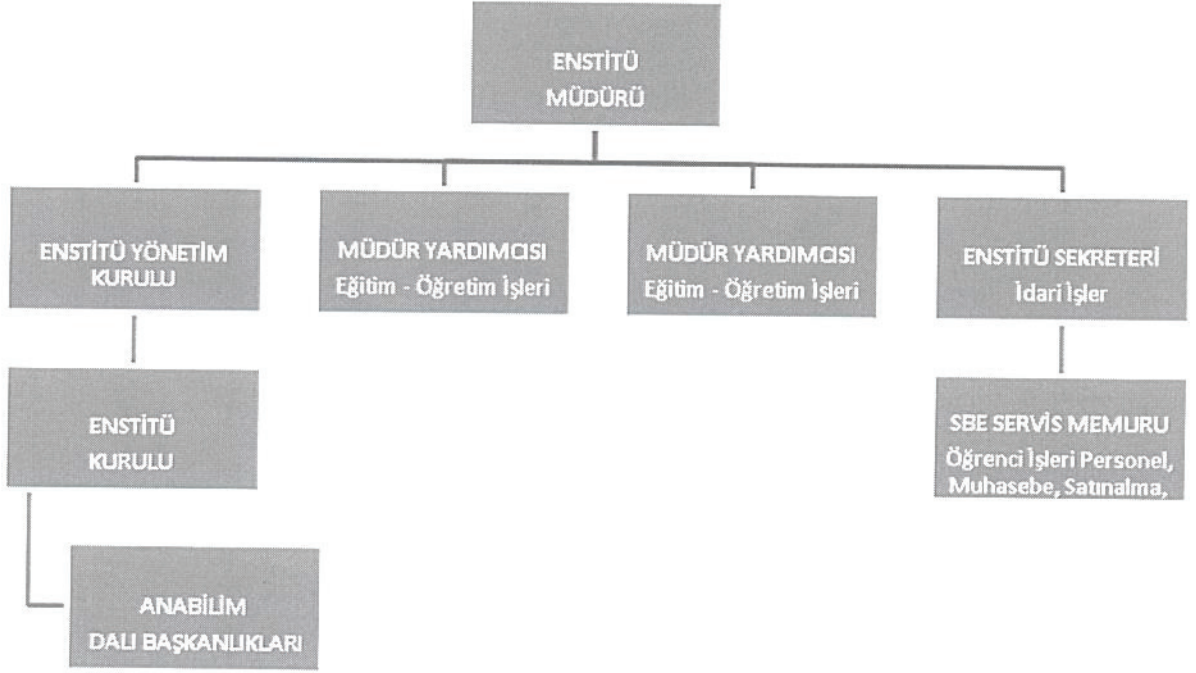 ENSTİTÜ
MÜDÜRÜ
ENSTİTÜ YÖNETİM
KURULU
MÜDÜR YARDIMCISI
Eğitim - Öğretim İşleri
MÜDÜR YARDIMCISI
Eğitim - Öğretim İşleri
ENSTİTÜ SEKRETERİ
İdari İşler
ENSTİTÜ
KURULU
SBE SERVİS MEMURU
Öğrenci İşleri Personel,
Muhasebe, Satınalma,
ANABİLİM
DALI BAŞKANLIKLARI